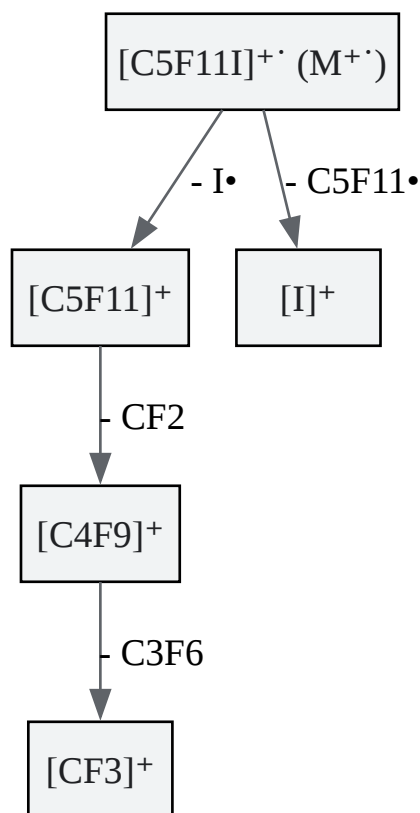 [C5F11I]⁺˙ (M⁺˙)
- I• - C5F11•
[C5F11]⁺ [I]⁺
- CF2
[C4F9]⁺
- C3F6
[CF3]⁺